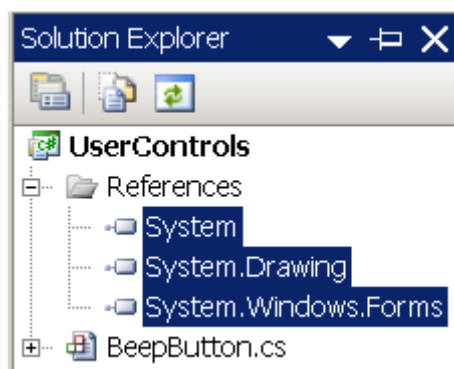 Solution Explorer
UserControls
References
System
System.Drawing
System.Windows.Forms
BeepButton.cs